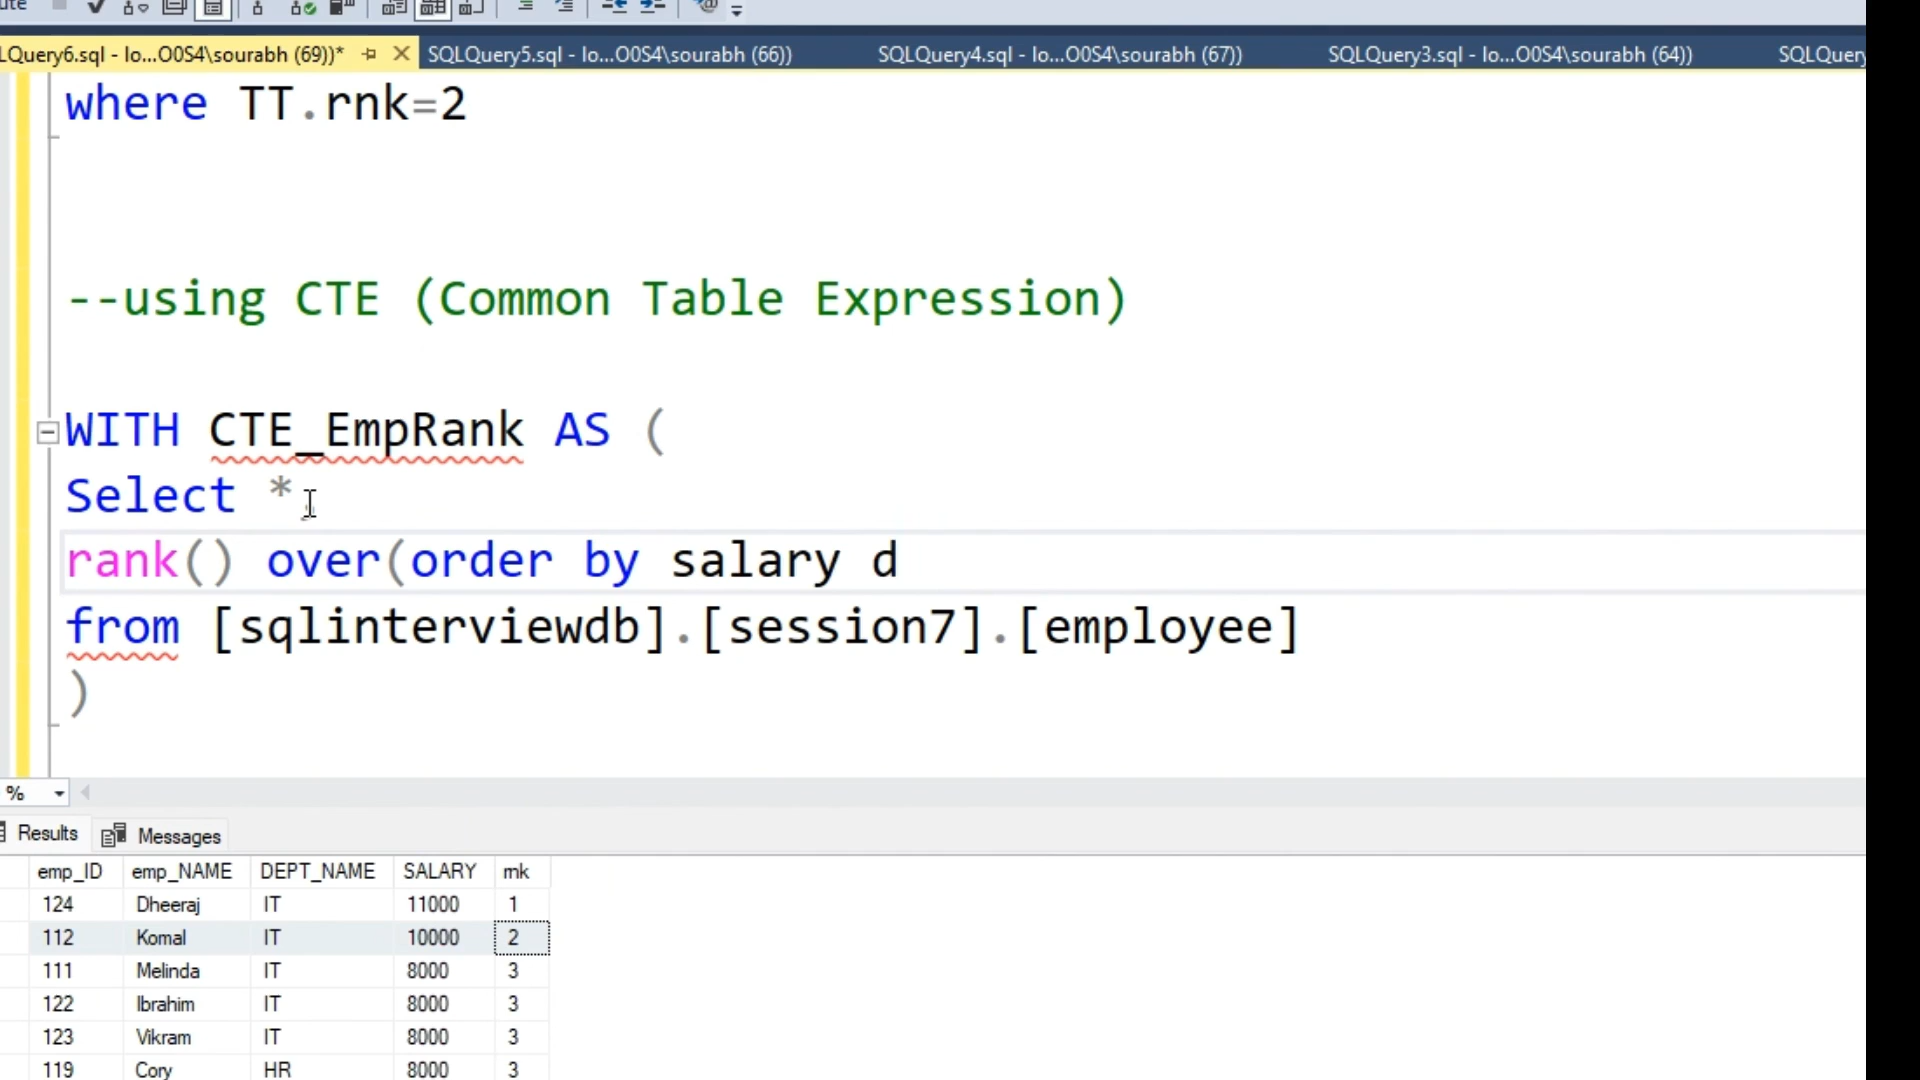 ute
LQuery6.sql - lo...O0S4\sourabh (69))*
SQLQuery5.sql - lo...O0S4\sourabh (66))
SQLQuery4.sql - lo...O0S4\sourabh (67))
SQLQuery3.sql - lo...O0S4\sourabh (64))
SQLQuery
where TT.rnk=2
--using CTE (Common Table Expression)
WITH CTE_EmpRank AS (
Select *
rank() over(order by salary d
from [sqlinterviewdb].[session7].[employee]
)
%
Results Messages
emp_ID emp_NAME DEPT_NAME SALARY rnk
124 Dheeraj IT 11000 1
112 Komal IT 10000 2
111 Melinda IT 8000 3
122 Ibrahim IT 8000 3
123 Vikram IT 8000 3
119 Cory HR 8000 3